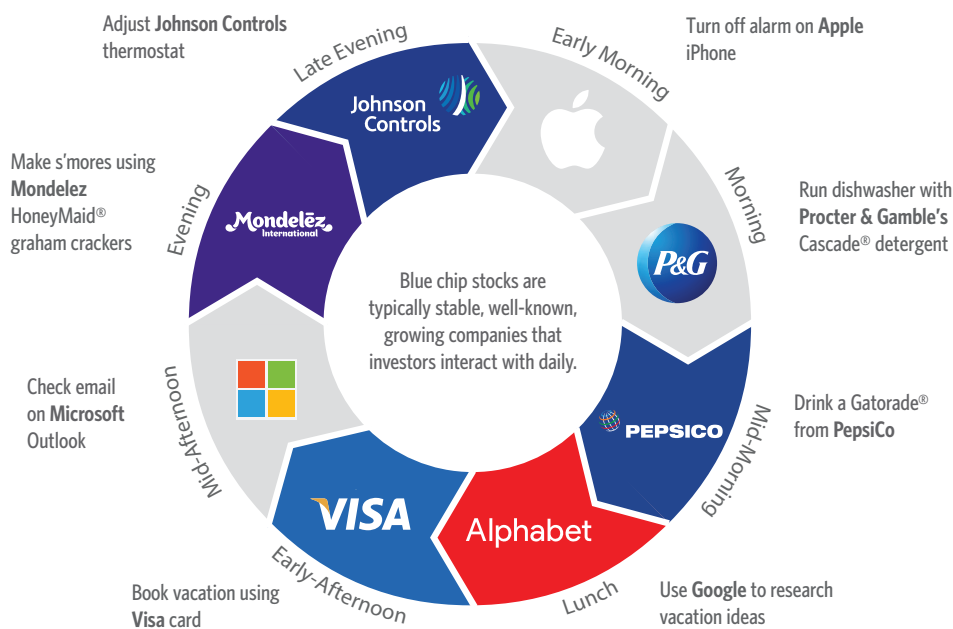 Adjust Johnson Controls
thermostat
Late Evening
Johnson
Controls
Early Morning
Turn off alarm on Apple
iPhone
Morning
P&G
Run dishwasher with
Procter & Gamble's
Cascade® detergent
Mid-Morning
PEPSICO
Drink a Gatorade®
from PepsiCo
Lunch
Alphabet
Use Google to research
vacation ideas
Early-Afternoon
VISA
Book vacation using
Visa card
Mid-Afternoon
Check email
on Microsoft
Outlook
Evening
Mondelēz
International
Make s'mores using
Mondelez
HoneyMaid®
graham crackers
Blue chip stocks are
typically stable, well-known,
growing companies that
investors interact with daily.